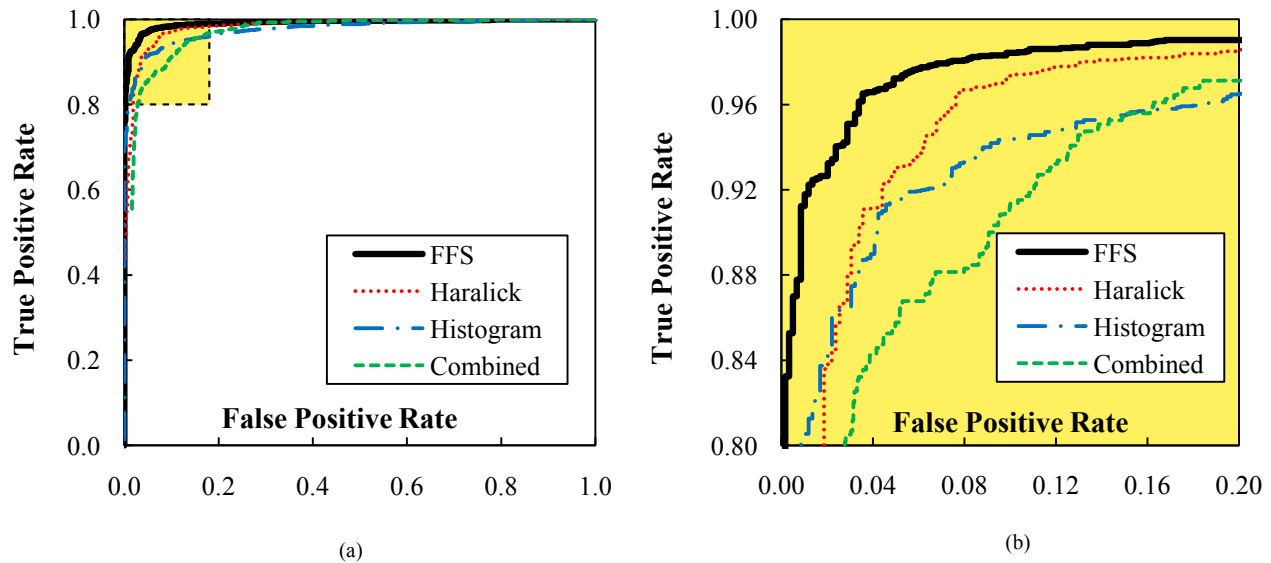 1.0
0.8
0.6
0.4
0.2
0.0
True Positive Rate
FFS
Haralick
Histogram
Combined
False Positive Rate
0.0 0.2 0.4 0.6 0.8 1.0
(a)
1.00
0.96
0.92
0.88
0.84
0.80
True Positive Rate
FFS
Haralick
Histogram
Combined
False Positive Rate
0.00 0.04 0.08 0.12 0.16 0.20
(b)